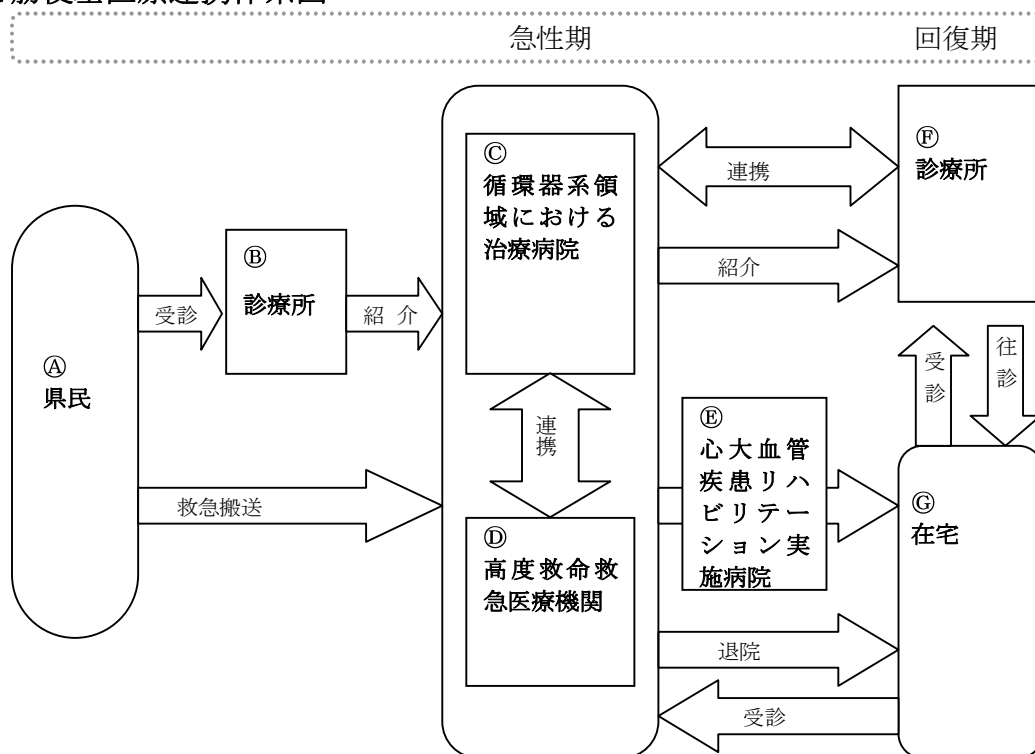 急性期
回復期
Ⓐ
県民
受診
Ⓑ
診療所
紹 介
救急搬送
Ⓒ
循環器系領
域における
治療病院
連
携
Ⓓ
高度救命救
急医療機関
連携
紹介
Ⓔ
心大血管
疾患リハ
ビリテー
ション実
施病院
退院
受診
Ⓕ
診療所
受
診
往
診
Ⓖ
在宅